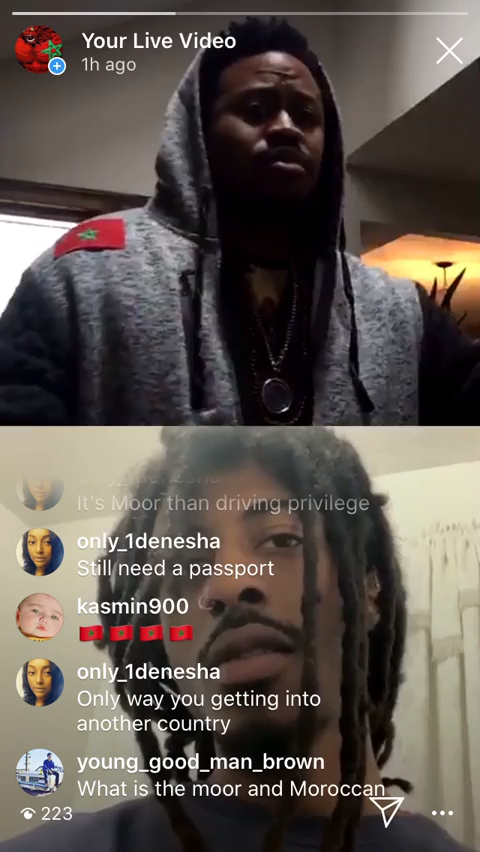 Your Live Video
1h ago
only_1denesha
It's Moor than driving privilege
only_1denesha
Still need a passport
kasmin900
🇲🇦 🇲🇦 🇲🇦 🇲🇦
only_1denesha
Only way you getting into
another country
young_good_man_brown
What is the moor and Moroccan
223